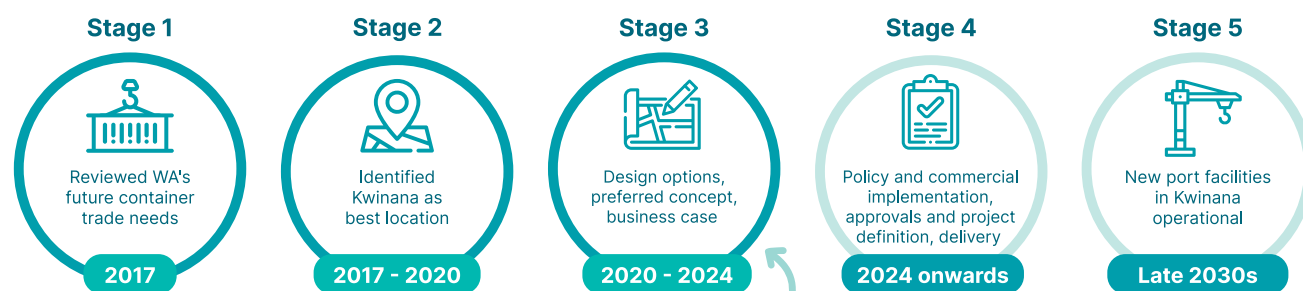 Stage 1
Reviewed WA's
future container
trade needs
2017
Stage 2
Identified
Kwinana as
best location
2017 - 2020
Stage 3
Design options,
preferred concept,
business case
2020 - 2024
Stage 4
Policy and commercial
implementation,
approvals and project
definition, delivery
2024 onwards
Stage 5
New port facilities
in Kwinana
operational
Late 2030s